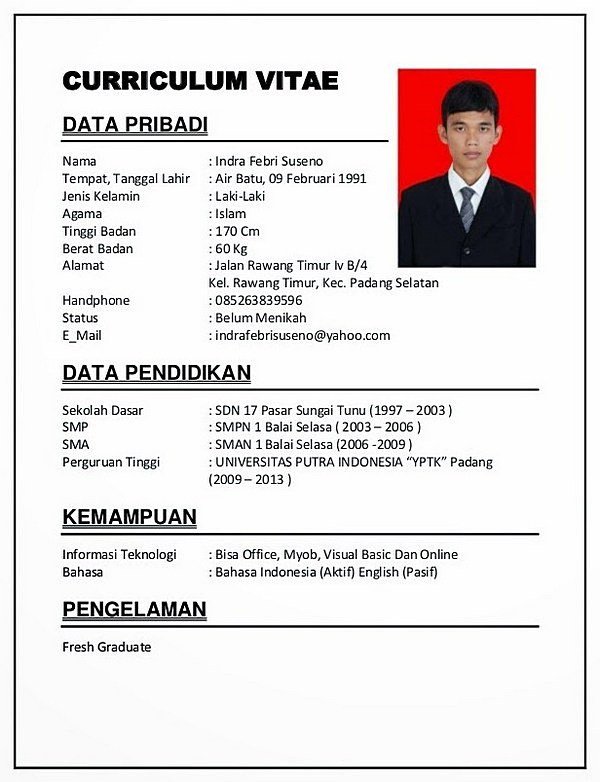 CURRICULUM VITAE
DATA PRIBADI
Nama : Indra Febri Suseno
Tempat, Tanggal Lahir : Air Batu, 09 Februari 1991
Jenis Kelamin : Laki-Laki
Agama : Islam
Tinggi Badan : 170 Cm
Berat Badan : 60 Kg
Alamat : Jalan Rawang Timur Iv B/4
Kel. Rawang Timur, Kec. Padang Selatan
Handphone : 085263839596
Status : Belum Menikah
E_Mail : indrafebrisuseno@yahoo.com
DATA PENDIDIKAN
Sekolah Dasar : SDN 17 Pasar Sungai Tunu (1997 – 2003 )
SMP : SMPN 1 Balai Selasa ( 2003 – 2006 )
SMA : SMAN 1 Balai Selasa (2006 -2009 )
Perguruan Tinggi : UNIVERSITAS PUTRA INDONESIA “YPTK” Padang
(2009 – 2013 )
KEMAMPUAN
Informasi Teknologi : Bisa Office, Myob, Visual Basic Dan Online
Bahasa : Bahasa Indonesia (Aktif) English (Pasif)
PENGELAMAN
Fresh Graduate